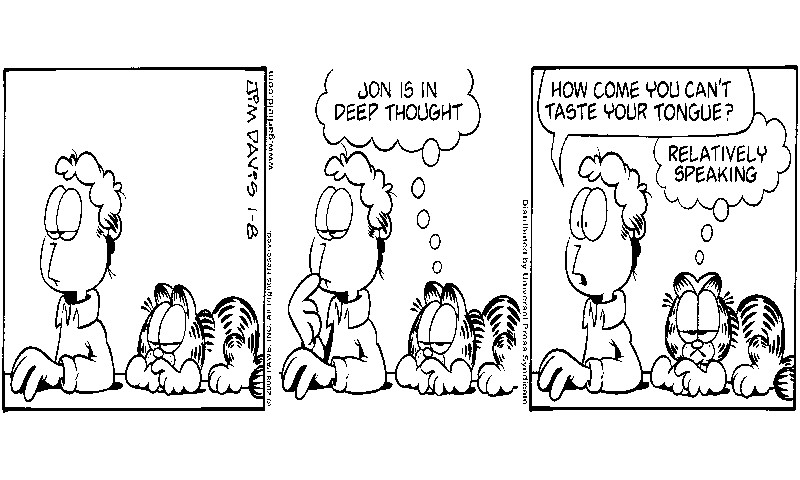 JIM DAVIS 1-8
www.garfield.com
© 2008 PAWS, INC. All rights reserved.
JON IS IN
DEEP THOUGHT
Distributed by Universal Press Syndicate
HOW COME YOU CAN'T
TASTE YOUR TONGUE?
RELATIVELY
SPEAKING